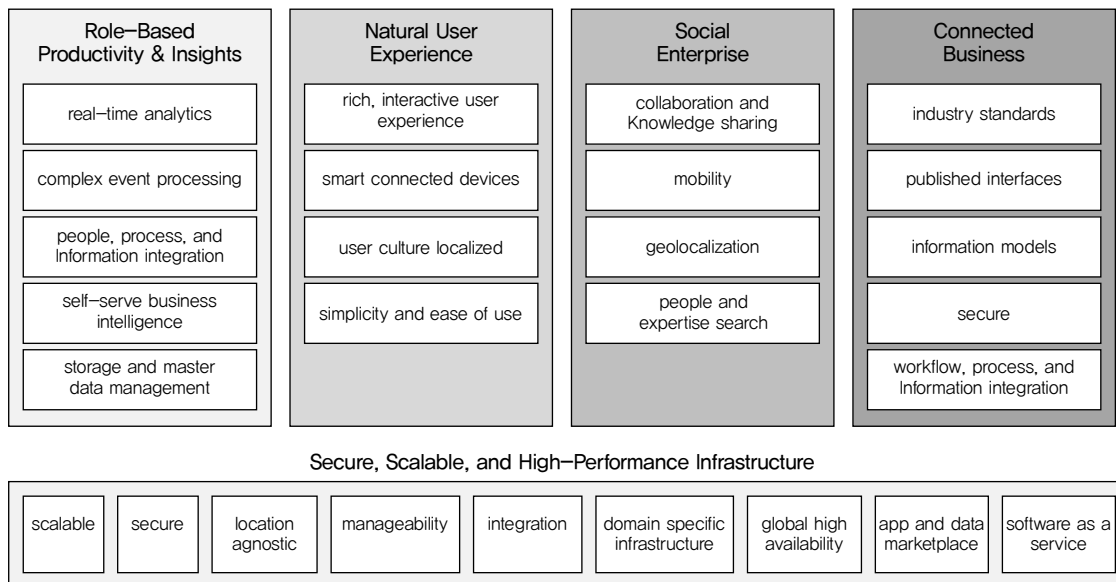 Role-Based
Productivity & Insights
real-time analytics
complex event processing
people, process, and
Information integration
self-serve business
intelligence
storage and master
data management
Natural User
Experience
rich, interactive user
experience
smart connected devices
user culture localized
simplicity and ease of use
Social
Enterprise
collaboration and
Knowledge sharing
mobility
geolocalization
people and
expertise search
Connected
Business
industry standards
published interfaces
information models
secure
workflow, process, and
Information integration
Secure, Scalable, and High-Performance Infrastructure
scalable
secure
location
agnostic
manageability
integration
domain specific
infrastructure
global high
availability
app and data
marketplace
software as a
service